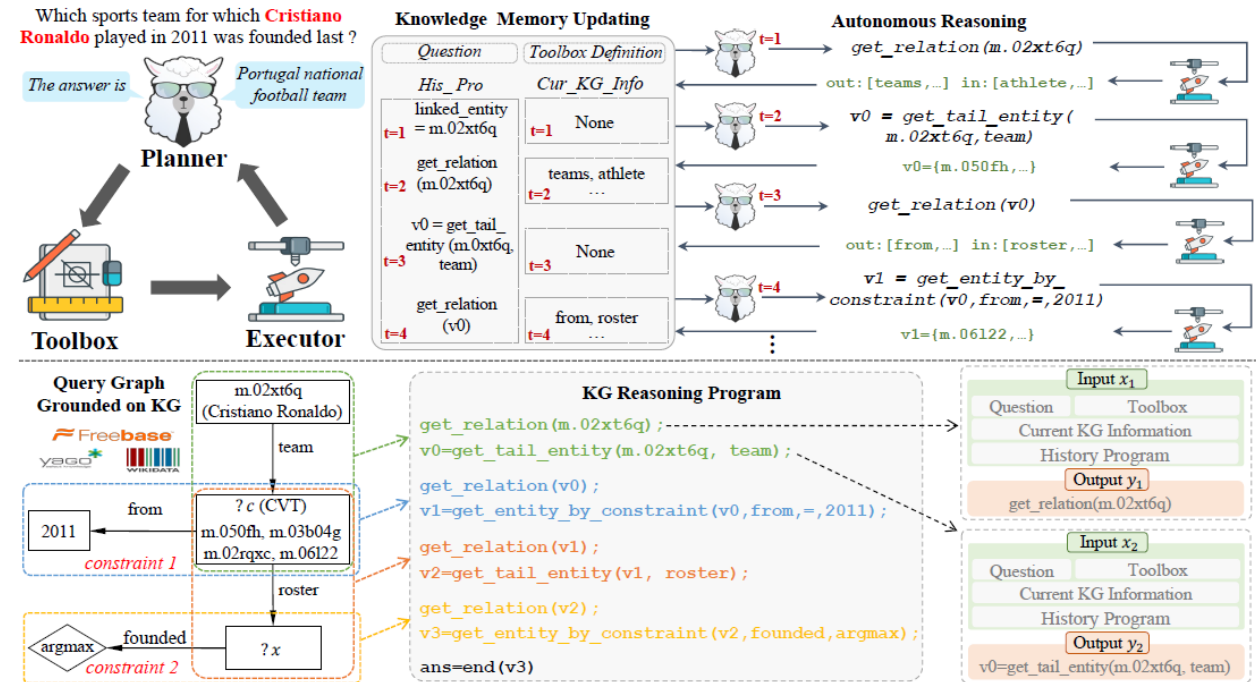 Which sports team for which Cristiano
Ronaldo played in 2011 was founded last ?
The answer is
Portugal national
football team
Planner
Toolbox
Executor
Knowledge Memory Updating
Question
Toolbox Definition
His_Pro
Cur_KG_Info
linked_entity
= m.02xt6q
t=1
None
t=1
get_relation
(m.02xt6q)
t=2
teams, athlete
...
t=2
v0 = get_tail_
entity (m.0xt6q,
team)
t=3
None
t=3
get_relation
(v0)
t=4
from, roster
...
t=4
Autonomous Reasoning
t=1
get_relation(m.02xt6q)
out:[teams,…] in:[athlete,…]
t=2
v0 = get_tail_entity(
m.02xt6q,team)
v0={m.050fh,…}
t=3
get_relation(v0)
out:[from,…] in:[roster,…]
t=4
v1 = get_entity_by_
constraint(v0,from,=,2011)
v1={m.06l22,…}
⋮
Query Graph
Grounded on KG
Freebase
yago
WIKIDATA
m.02xt6q
(Cristiano Ronaldo)
team
from
2011
? c (CVT)
m.050fh, m.03b04g
m.02rqxc, m.06l22
constraint 1
roster
founded
argmax
? x
constraint 2
KG Reasoning Program
get_relation(m.02xt6q);
v0=get_tail_entity(m.02xt6q, team);
get_relation(v0);
v1=get_entity_by_constraint(v0,from,=,2011);
get_relation(v1);
v2=get_tail_entity(v1, roster);
get_relation(v2);
v3=get_entity_by_constraint(v2,founded,argmax);
ans=end(v3)
Input x1
Question
Toolbox
Current KG Information
History Program
Output y1
get_relation(m.02xt6q)
Input x2
Question
Toolbox
Current KG Information
History Program
Output y2
v0=get_tail_entity(m.02xt6q, team)